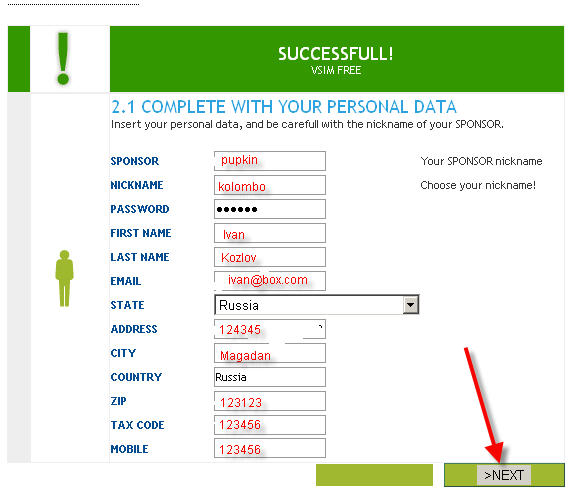 SUCCESSFULL!
VSIM FREE
2.1 COMPLETE WITH YOUR PERSONAL DATA
Insert your personal data, and be carefull with the nickname of your SPONSOR.
SPONSOR pupkin Your SPONSOR nickname
NICKNAME kolombo Choose your nickname!
PASSWORD ●●●●●●
FIRST NAME Ivan
LAST NAME Kozlov
EMAIL ivan@box.com
STATE Russia
ADDRESS 124345
CITY Magadan
COUNTRY Russia
ZIP 123123
TAX CODE 123456
MOBILE 123456
>NEXT